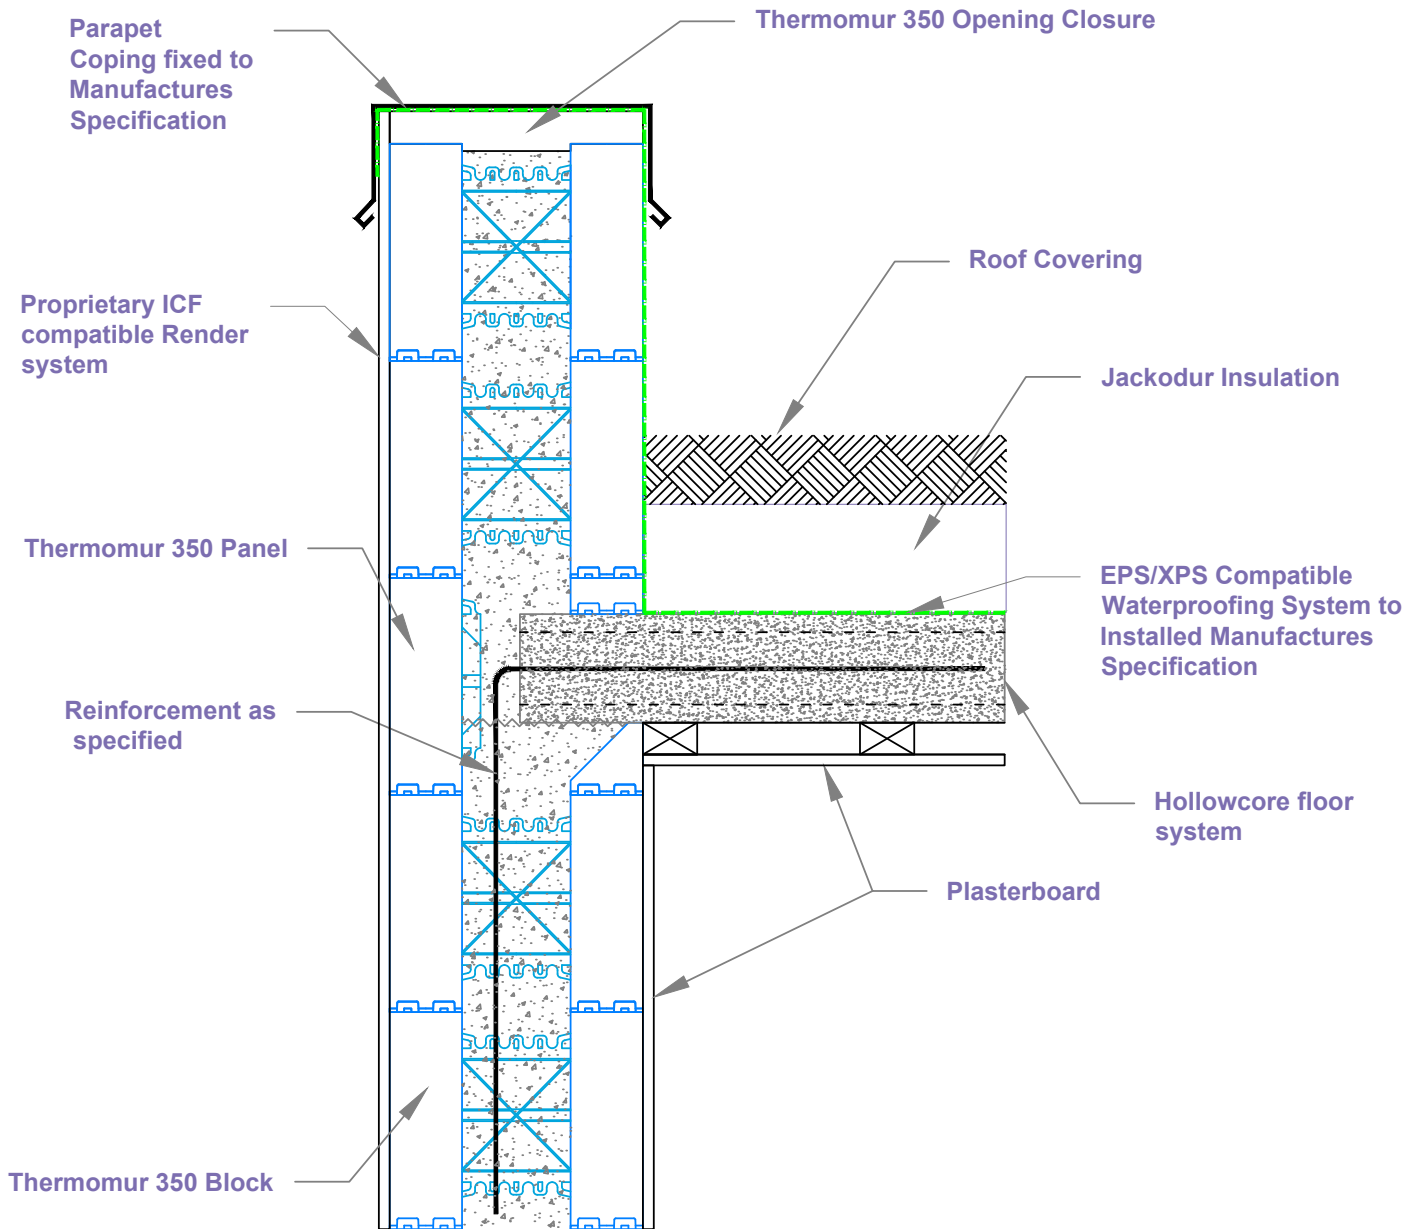 Parapet
Coping fixed to
Manufactures
Specification
Thermomur 350 Opening Closure
Roof Covering
Proprietary ICF
compatible Render
system
Jackodur Insulation
Thermomur 350 Panel
EPS/XPS Compatible
Waterproofing System to
Installed Manufactures
Specification
Reinforcement as
specified
Hollowcore floor
system
Plasterboard
Thermomur 350 Block